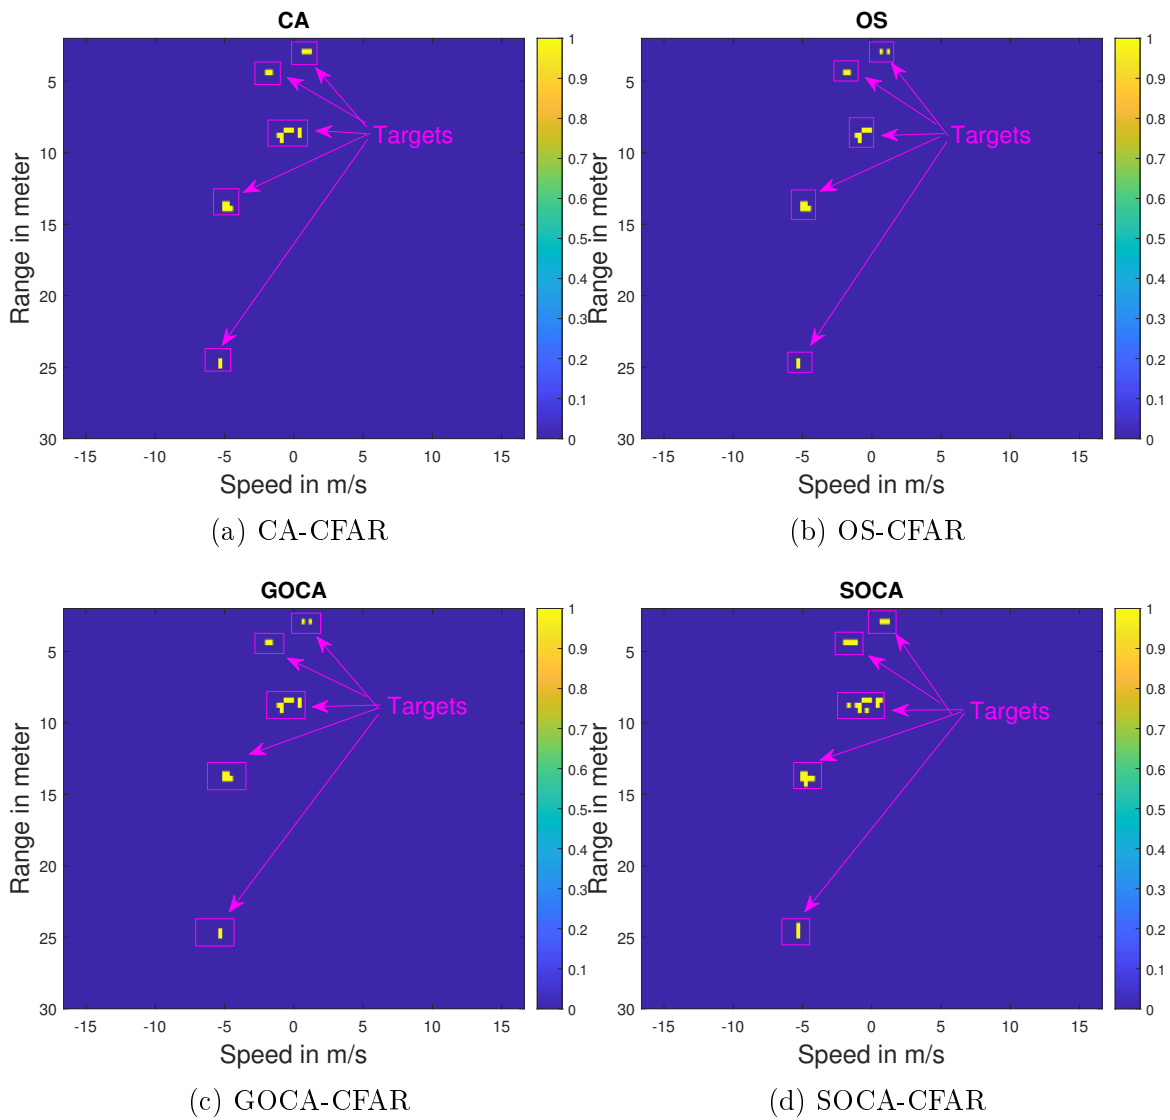 CA
OS
1
0.9
0.8
0.7
0.6
0.5
0.4
0.3
0.2
0.1
0
1
0.9
0.8
0.7
0.6
0.5
0.4
0.3
0.2
0.1
0
5
10
15
20
25
30
5
10
15
20
25
30
Targets
Targets
Range in meter
Range in meter
-15 -10 -5 0 5 10 15
-15 -10 -5 0 5 10 15
Speed in m/s
Speed in m/s
(a) CA-CFAR
(b) OS-CFAR
GOCA
SOCA
1
0.9
0.8
0.7
0.6
0.5
0.4
0.3
0.2
0.1
0
1
0.9
0.8
0.7
0.6
0.5
0.4
0.3
0.2
0.1
0
5
10
15
20
25
30
5
10
15
20
25
30
Targets
Targets
Range in meter
Range in meter
-15 -10 -5 0 5 10 15
-15 -10 -5 0 5 10 15
Speed in m/s
Speed in m/s
(c) GOCA-CFAR
(d) SOCA-CFAR